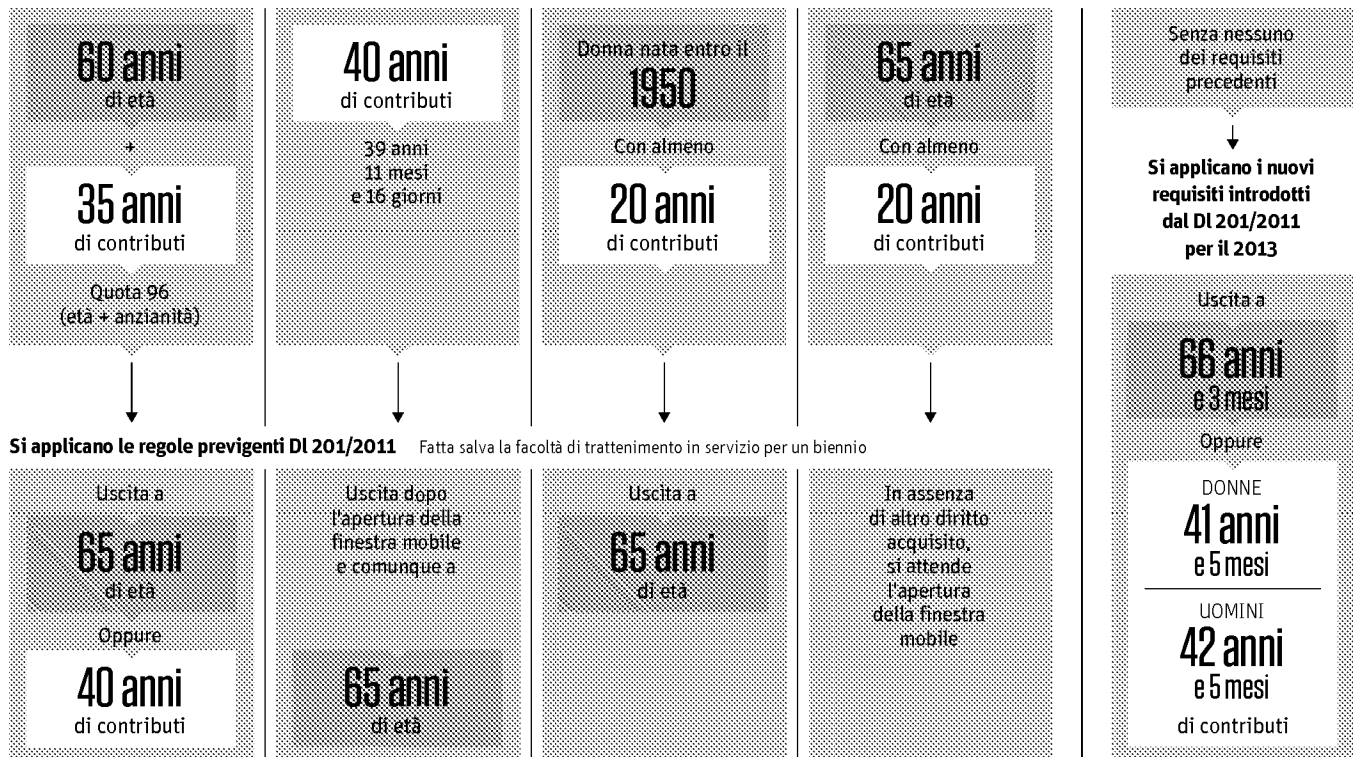 60 anni
di età
+
35 anni
di contributi
Quota 96
(età + anzianità)
40 anni
di contributi
39 anni
11 mesi
e 16 giorni
Donna nata entro il
1950
Con almeno
20 anni
di contributi
65 anni
di età
Con almeno
20 anni
di contributi
Si applicano le regole previgenti Dl 201/2011 Fatta salva la facoltà di trattenimento in servizio per un biennio
Uscita a
65 anni
di età
Oppure
40 anni
di contributi
Uscita dopo
l'apertura della
finestra mobile
e comunque a
65 anni
di età
Uscita a
65 anni
di età
In assenza
di altro diritto
acquisito,
si attende
l'apertura
della finestra
mobile
Senza nessuno
dei requisiti
precedenti
Si applicano i nuovi
requisiti introdotti
dal Dl 201/2011
per il 2013
Uscita a
66 anni
e 3 mesi
Oppure
DONNE
41 anni
e 5 mesi
UOMINI
42 anni
e 5 mesi
di contributi